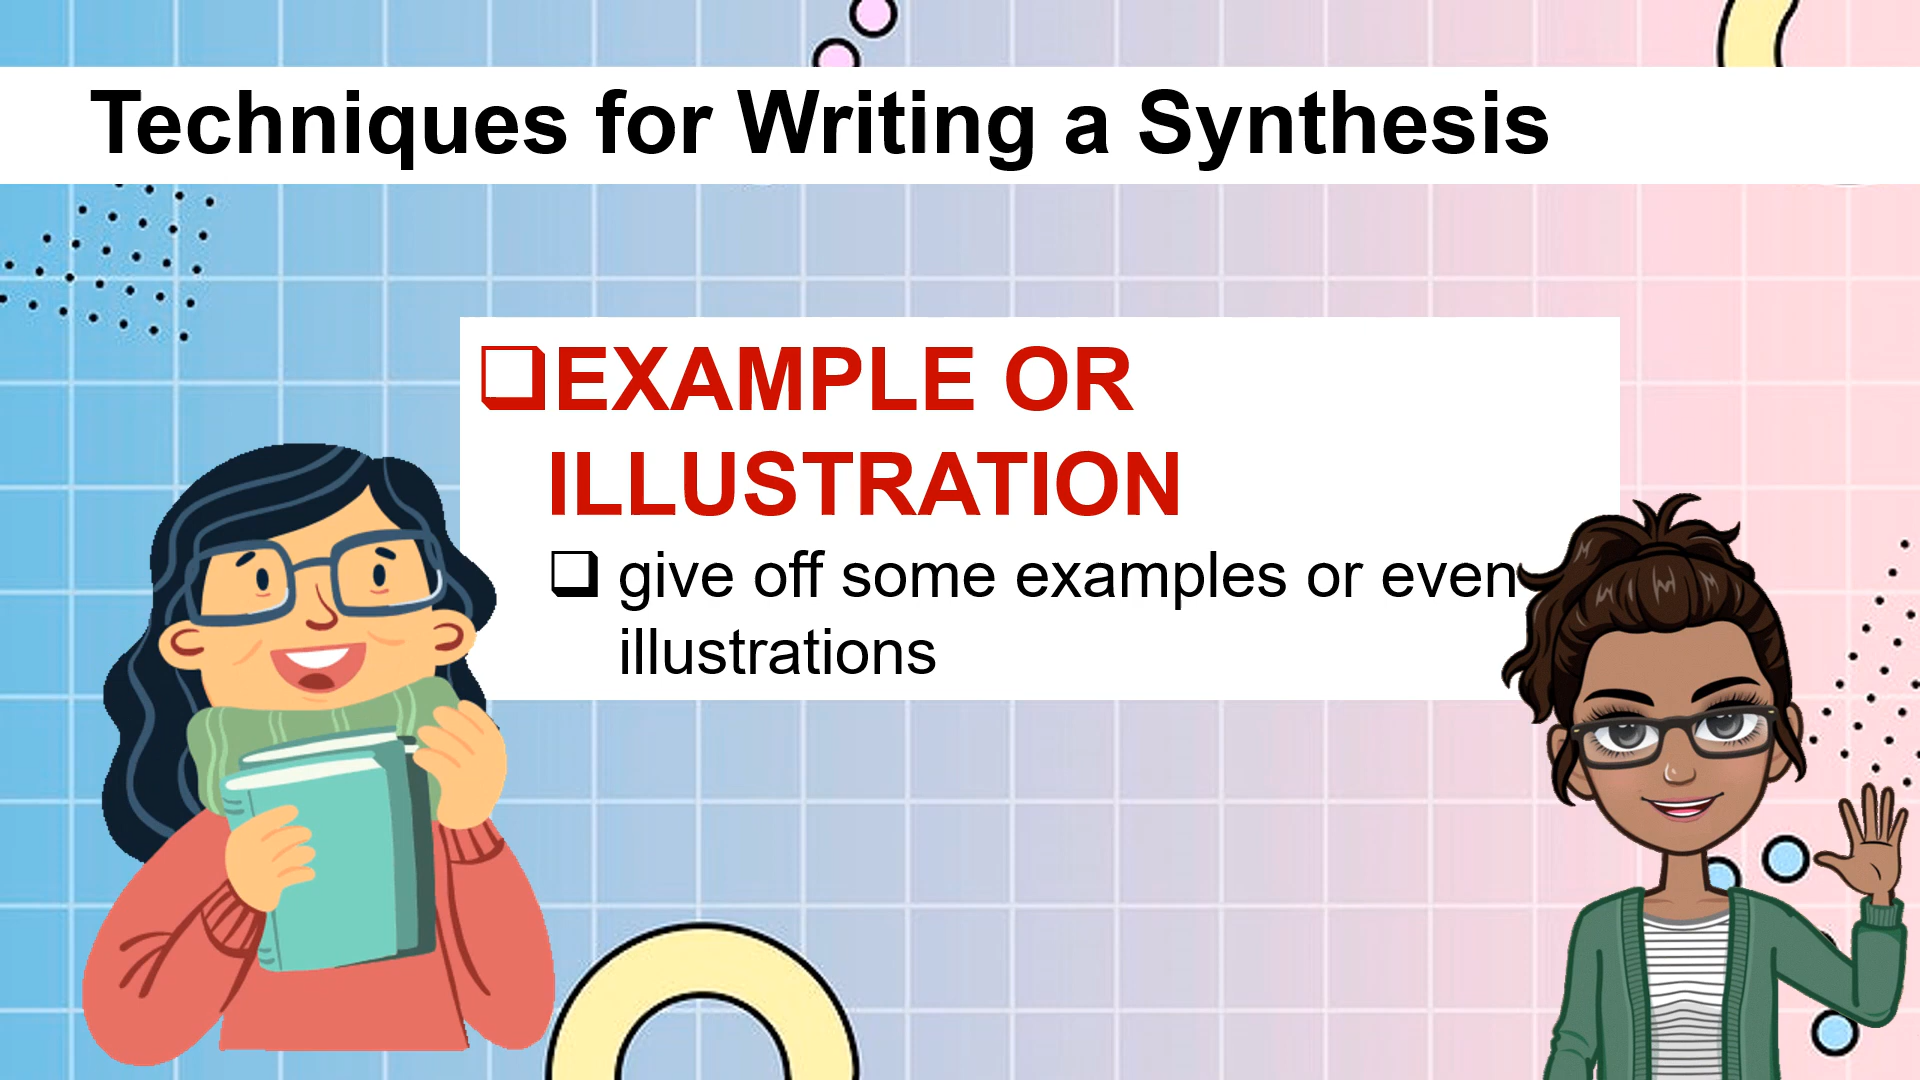 Techniques for Writing a Synthesis
❑EXAMPLE OR
ILLUSTRATION
❑ give off some examples or even
illustrations